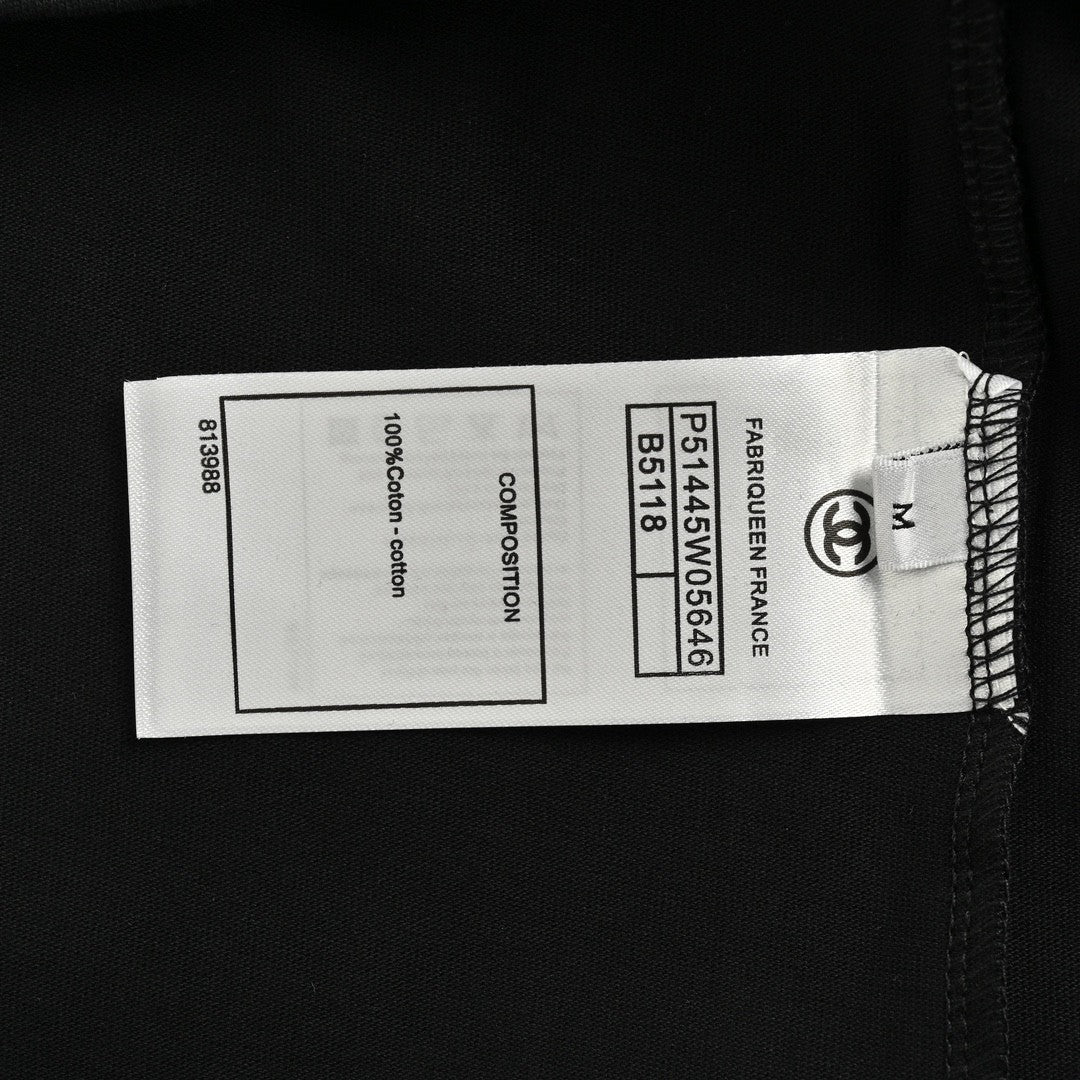 M
FABRIQUEEN FRANCE
P51445W05646
B5118
COMPOSITION
100%Coton - cotton
813988